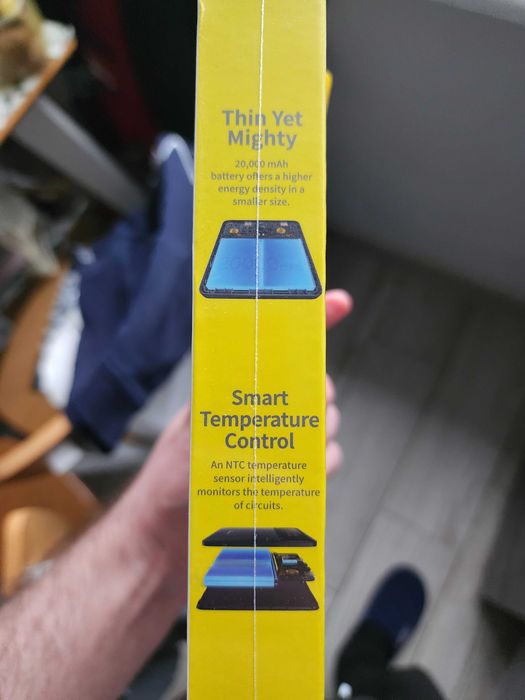 Thin Yet
Mighty
20,000 mAh
battery offers a higher
energy density in a
smaller size.
Smart
Temperature
Control
An NTC temperature
sensor intelligently
monitors the temperature
of circuits.